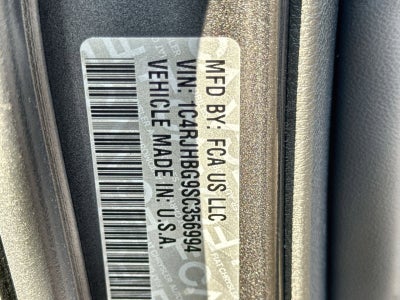 MFD BY: FCA US LLC
VIN: 1C4RJHBG9SC356994
VEHICLE MADE IN: U.S.A.